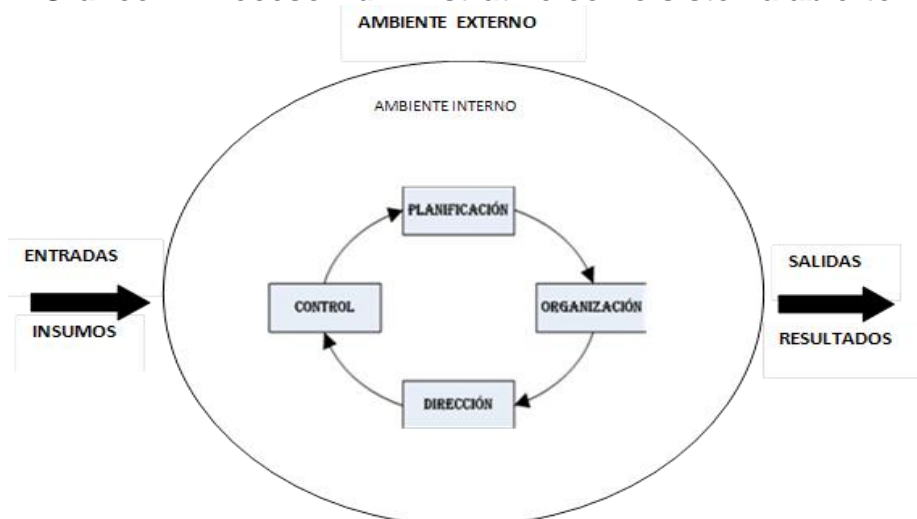 AMBIENTE EXTERNO
AMBIENTE INTERNO
PLANIFICACIÓN
ENTRADAS
SALIDAS
CONTROL
ORGANIZACIÓN
INSUMOS
RESULTADOS
DIRECCIÓN